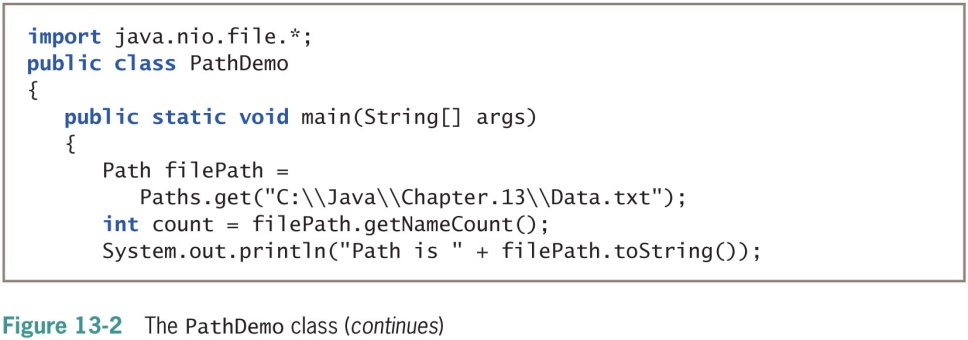 import java.nio.file.*;
public class PathDemo
{
   public static void main(String[] args)
   {
      Path filePath =
         Paths.get("C:\\Java\\Chapter.13\\Data.txt");
      int count = filePath.getNameCount();
      System.out.println("Path is " + filePath.toString());
Figure 13-2 The PathDemo class (continues)